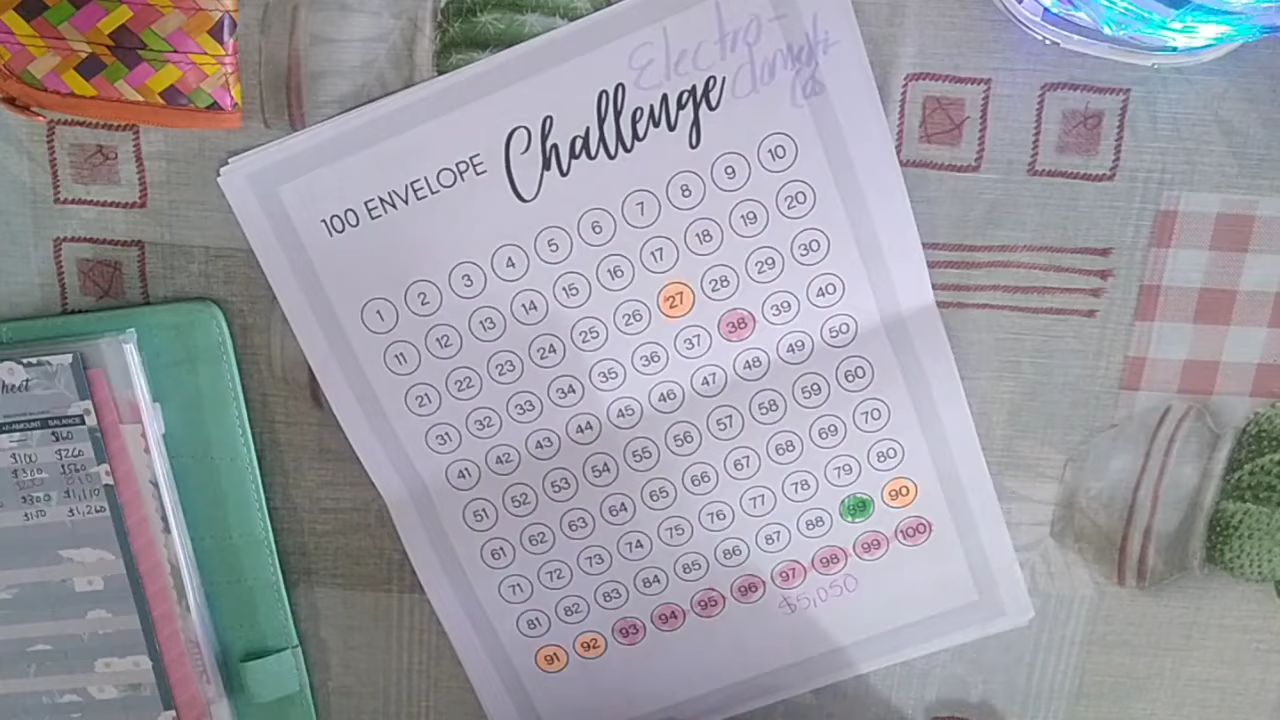 Electro-
100 ENVELOPE Challenge
1 2 3 4 5 6 7 8 9 10
11 12 13 14 15 16 17 18 19 20
21 22 23 24 25 26 27 28 29 30
31 32 33 34 35 36 37 38 39 40
41 42 43 44 45 46 47 48 49 50
51 52 53 54 55 56 57 58 59 60
61 62 63 64 65 66 67 68 69 70
71 72 73 74 75 76 77 78 79 80
81 82 83 84 85 86 87 88 89 90
91 92 93 94 95 96 97 98 99 100
$5,050
heet
+/-AMOUNT BALANCE
$60
$100 $260
$300 $560
$300 $1,110
$150 $1,260